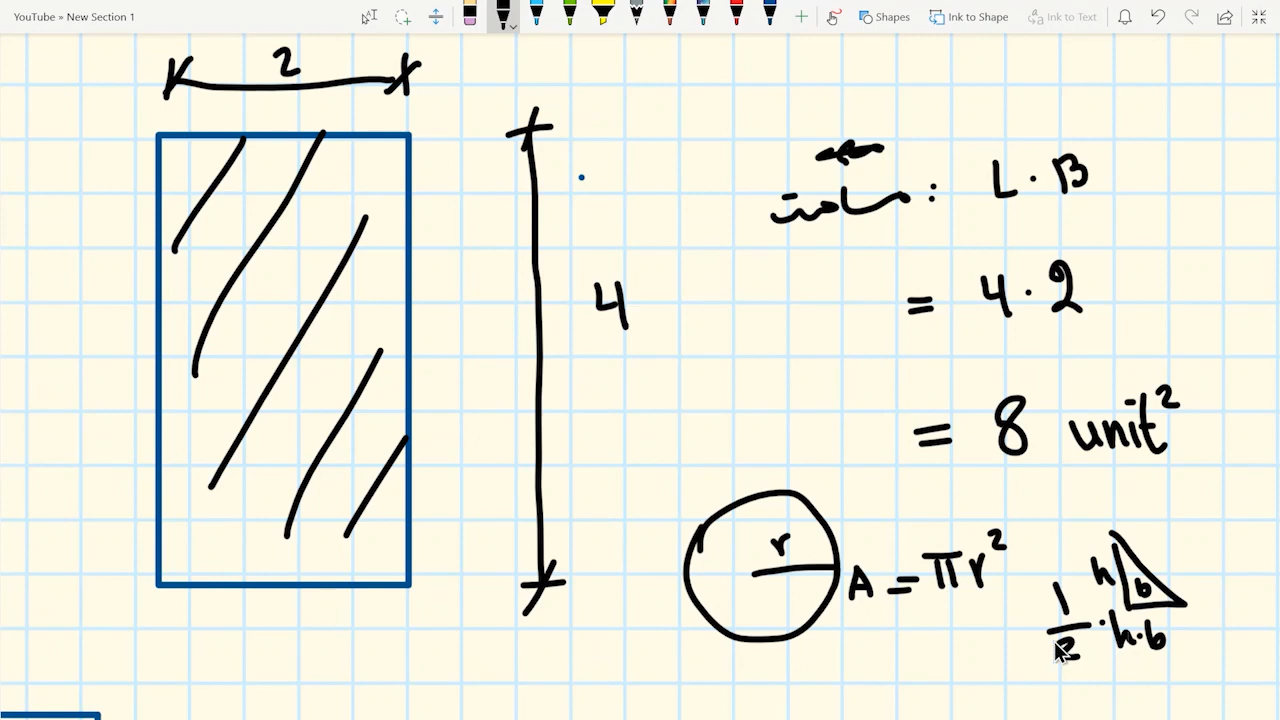 YouTube » New Section 1
Shapes
Ink to Shape
Ink to Text
2
4
: L · B
= 4 · 2
= 8 unit²
r
A = πr²
h
b
1/2 · h · b